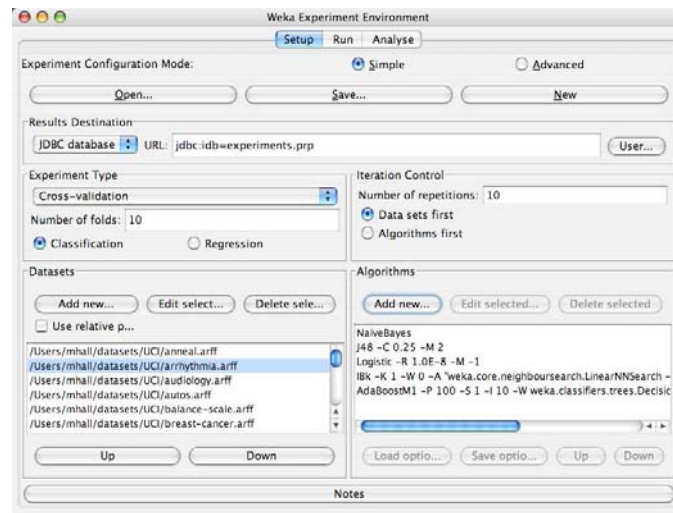 Weka Experiment Environment
Setup Run Analyse
Experiment Configuration Mode: Simple Advanced
Open... Save... New
Results Destination
JDBC database URL: jdbc:idb=experiments.prp User...
Experiment Type
Cross-validation
Number of folds: 10
Classification Regression
Iteration Control
Number of repetitions: 10
Data sets first
Algorithms first
Datasets
Add new... Edit select... Delete sele...
Use relative p...
/Users/mhall/datasets/UCI/anneal.arff
/Users/mhall/datasets/UCI/arrhythmia.arff
/Users/mhall/datasets/UCI/audiology.arff
/Users/mhall/datasets/UCI/autos.arff
/Users/mhall/datasets/UCI/balance-scale.arff
/Users/mhall/datasets/UCI/breast-cancer.arff
Up Down
Algorithms
Add new... Edit selected... Delete selected
NaiveBayes
J48 -C 0.25 -M 2
Logistic -R 1.0E-8 -M -1
IBk -K 1 -W 0 -A "weka.core.neighboursearch.LinearNNSearch -
AdaBoostM1 -P 100 -S 1 -I 10 -W weka.classifiers.trees.Decisic
Load optio... Save optio... Up Down
Notes